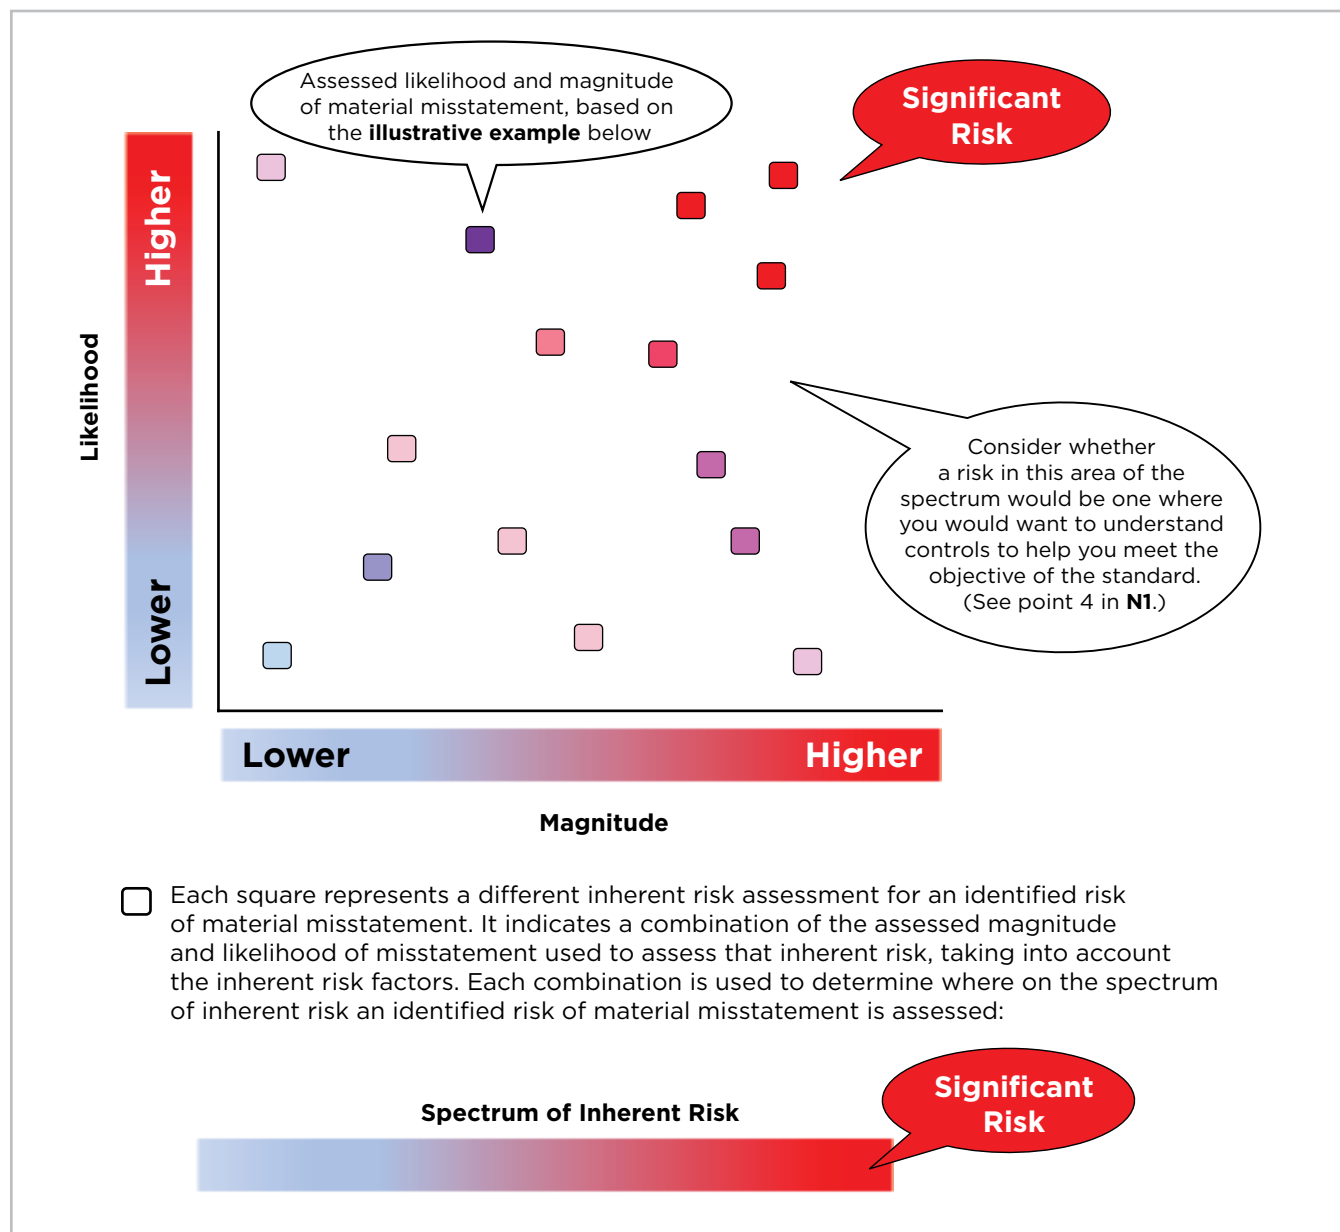 Assessed likelihood and magnitude
of material misstatement, based on
the illustrative example below
Significant
Risk
Higher
Likelihood
Lower
Consider whether
a risk in this area of the
spectrum would be one where
you would want to understand
controls to help you meet the
objective of the standard.
(See point 4 in N1.)
Lower
Higher
Magnitude
Each square represents a different inherent risk assessment for an identified risk
of material misstatement. It indicates a combination of the assessed magnitude
and likelihood of misstatement used to assess that inherent risk, taking into account
the inherent risk factors. Each combination is used to determine where on the spectrum
of inherent risk an identified risk of material misstatement is assessed:
Spectrum of Inherent Risk
Significant
Risk